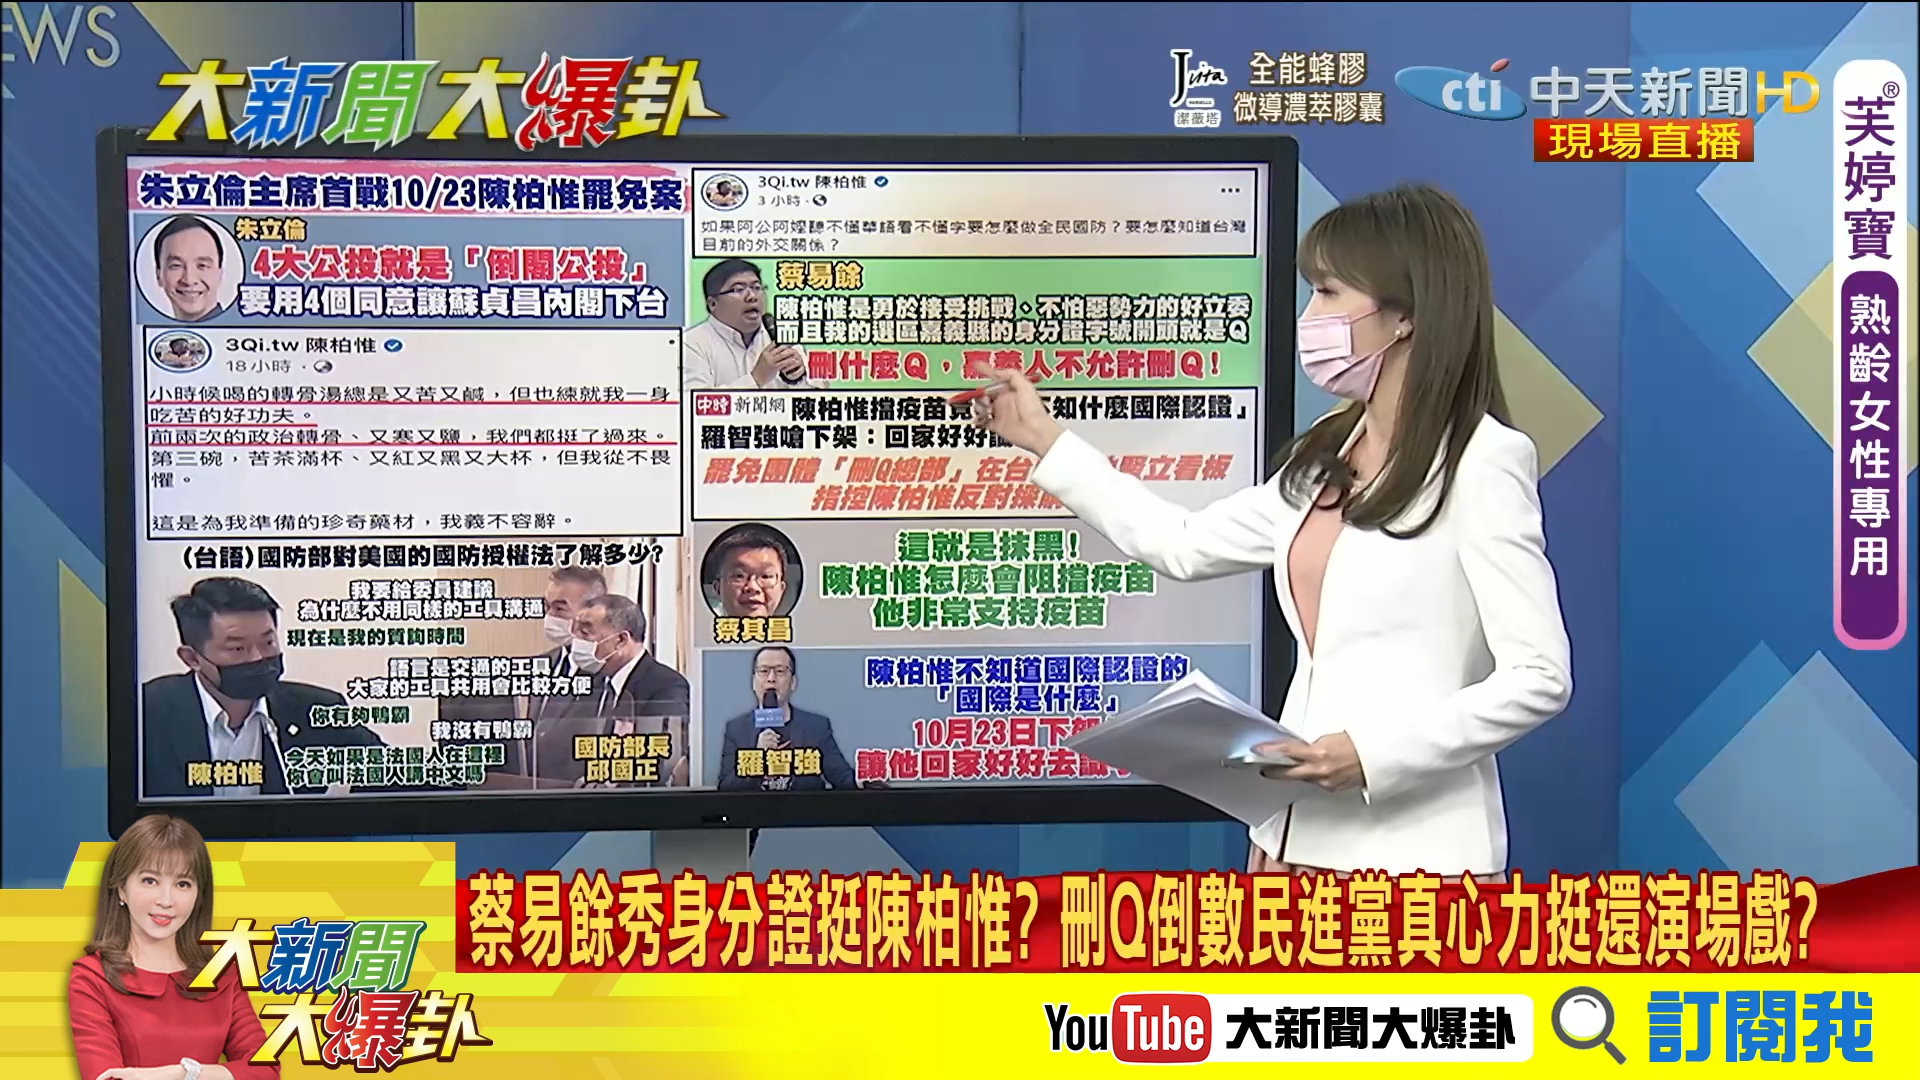 EWS
大新聞大爆卦
Jvita
潔薇塔
全能蜂膠
微導濃萃膠囊
cti 中天新聞HD
現場直播
芙婷寶®
熟齡女性專用
朱立倫主席首戰10/23陳柏惟罷免案
朱立倫
4大公投就是「倒閣公投」
要用4個同意讓蘇貞昌內閣下台
3Qi.tw 陳柏惟
18小時
小時候喝的轉骨湯總是又苦又鹹，但也練就我一身
吃苦的好功夫。
前兩次的政治轉骨、又寒又鹽，我們都挺了過來。
第三碗，苦茶滿杯、又紅又黑又大杯，但我從不畏
懼。
這是為我準備的珍奇藥材，我義不容辭。
(台語)國防部對美國的國防授權法了解多少?
我要給委員建議
為什麼不用同樣的工具溝通
現在是我的質詢時間
語言是交通的工具
大家的工具共用會比較方便
你有夠鴨霸
我沒有鴨霸
今天如果是法國人在這裡
你會叫法國人講中文嗎
陳柏惟
國防部長
邱國正
3Qi.tw 陳柏惟
3小時
如果阿公阿嬤聽不懂華語看不懂字要怎麼做全民國防？要怎麼知道台灣
目前的外交關係？
蔡易餘
陳柏惟是勇於接受挑戰、不怕惡勢力的好立委
而且我的選區嘉義縣的身分證字號開頭就是Q
刪什麼Q，嘉義人不允許刪Q！
中時 新聞網 陳柏惟擋疫苗竟 不知什麼國際認證」
羅智強嗆下架：回家好好
罷免團體「刪Q總部」在台 豎立看板
指控陳柏惟反對採
這就是抹黑！
陳柏惟怎麼會阻擋疫苗
他非常支持疫苗
蔡其昌
陳柏惟不知道國際認證的
「國際是什麼」
10月23日下架
讓他回家好好去
羅智強
蔡易餘秀身分證挺陳柏惟? 刪Q倒數民進黨真心力挺還演場戲?
大新聞
大爆卦
YouTube 大新聞大爆卦
訂閱我